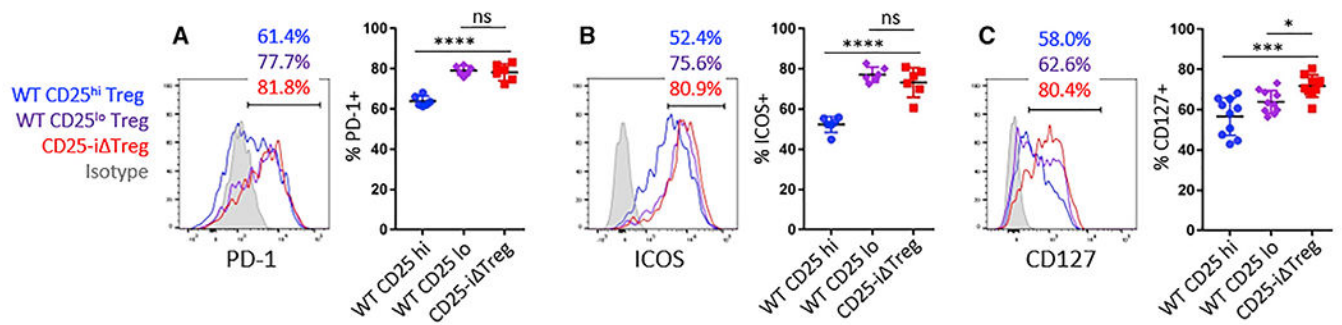 WT CD25hi Treg
WT CD25lo Treg
CD25-iΔTreg
Isotype
A
61.4%
77.7%
81.8%
PD-1
% PD-1+
100
80
60
40
20
0
ns
****
WT CD25 hi
WT CD25 lo
CD25-iΔTreg
B
52.4%
75.6%
80.9%
ICOS
% ICOS+
100
80
60
40
20
0
ns
****
WT CD25 hi
WT CD25 lo
CD25-iΔTreg
C
58.0%
62.6%
80.4%
CD127
% CD127+
100
80
60
40
20
0
*
***
WT CD25 hi
WT CD25 lo
CD25-iΔTreg